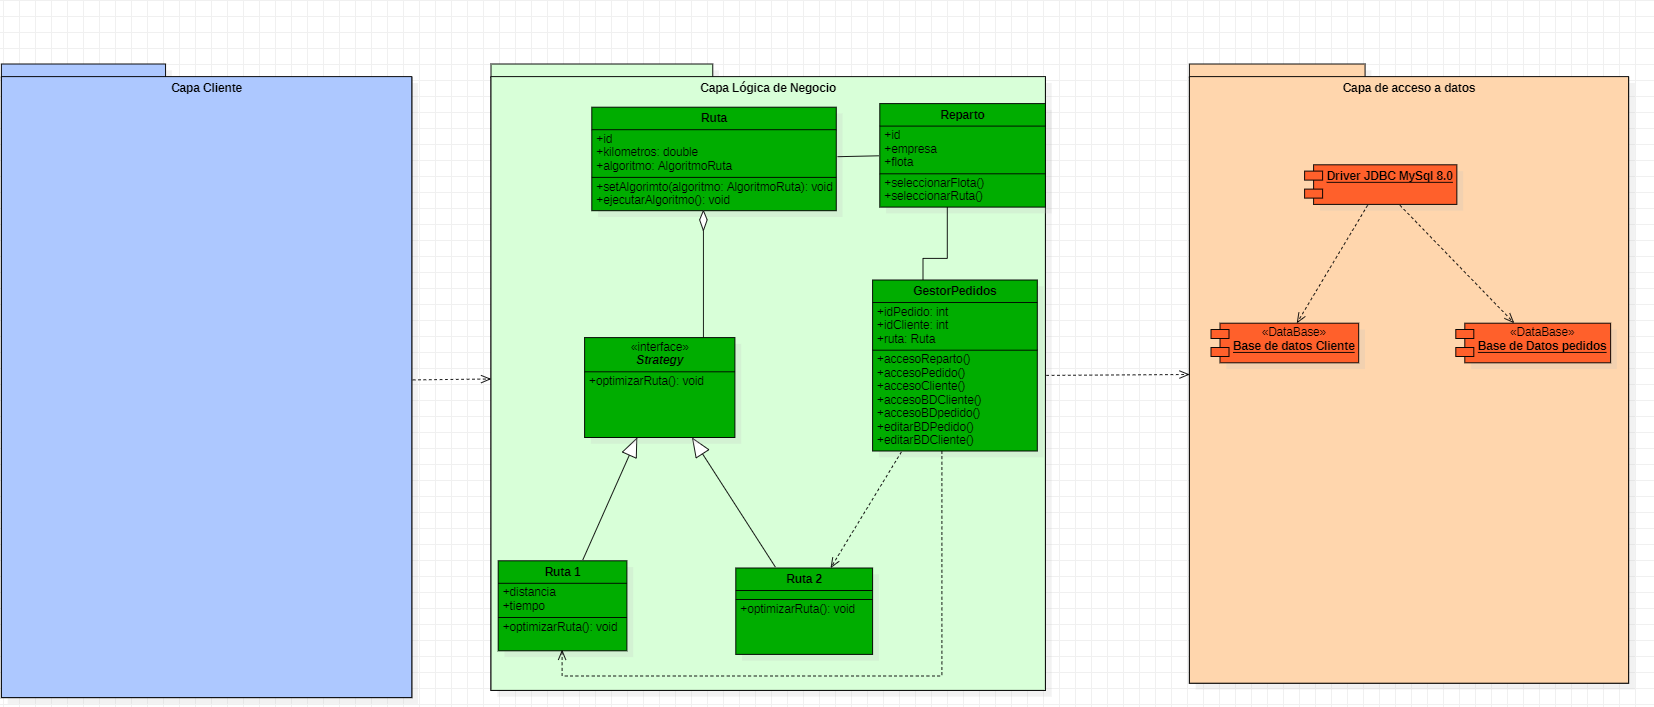 Capa Cliente
Capa Lógica de Negocio
Ruta
+id
+kilometros: double
+algoritmo: AlgoritmoRuta
+setAlgorimto(algoritmo: AlgoritmoRuta): void
+ejecutarAlgoritmo(): void
Reparto
+id
+empresa
+flota
+seleccionarFlota()
+seleccionarRuta()
«interface»
Strategy
+optimizarRuta(): void
GestorPedidos
+idPedido: int
+idCliente: int
+ruta: Ruta
+accesoReparto()
+accesoPedido()
+accesoCliente()
+accesoBDCliente()
+accesoBDpedido()
+editarBDPedido()
+editarBDCliente()
Ruta 1
+distancia
+tiempo
+optimizarRuta(): void
Ruta 2
+optimizarRuta(): void
Capa de acceso a datos
Driver JDBC MySql 8.0
«DataBase»
Base de datos Cliente
«DataBase»
Base de Datos pedidos